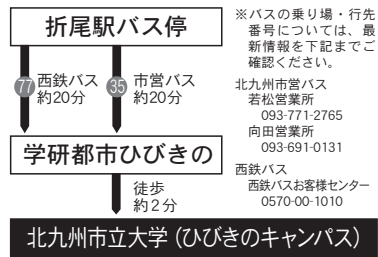 折尾駅バス停
77
西鉄バス
約20分
35
市営バス
約20分
学研都市ひびきの
徒歩
約2分
北九州市立大学（ひびきのキャンパス）
※バスの乗り場・行先
番号については、最
新情報を下記までご
確認ください。
北九州市営バス
若松営業所
093-771-2765
向田営業所
093-691-0131
西鉄バス
西鉄バスお客様センター
0570-00-1010